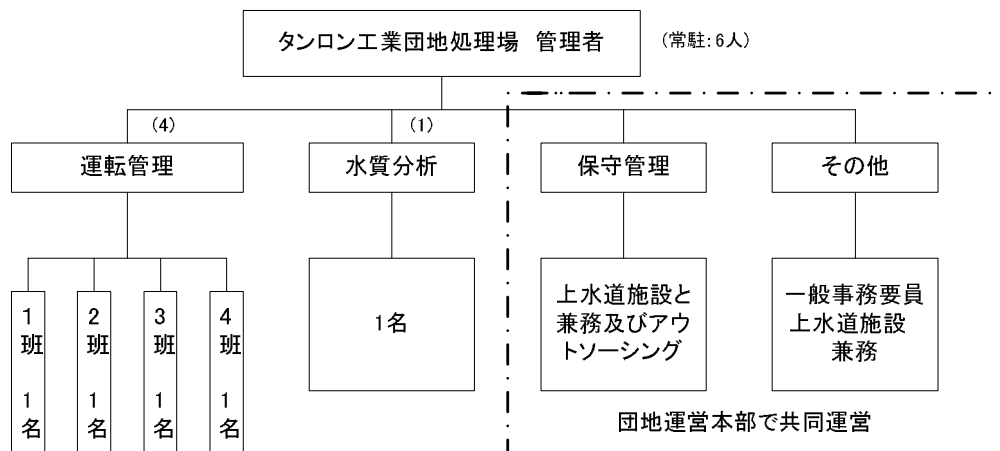 タンロン工業団地処理場 管理者
(常駐:6人)
(4)
(1)
運転管理
水質分析
保守管理
その他
1班 1名
2班 1名
3班 1名
4班 1名
1名
上水道施設と
兼務及びアウ
トソーシング
一般事務要員
上水道施設
兼務
団地運営本部で共同運営